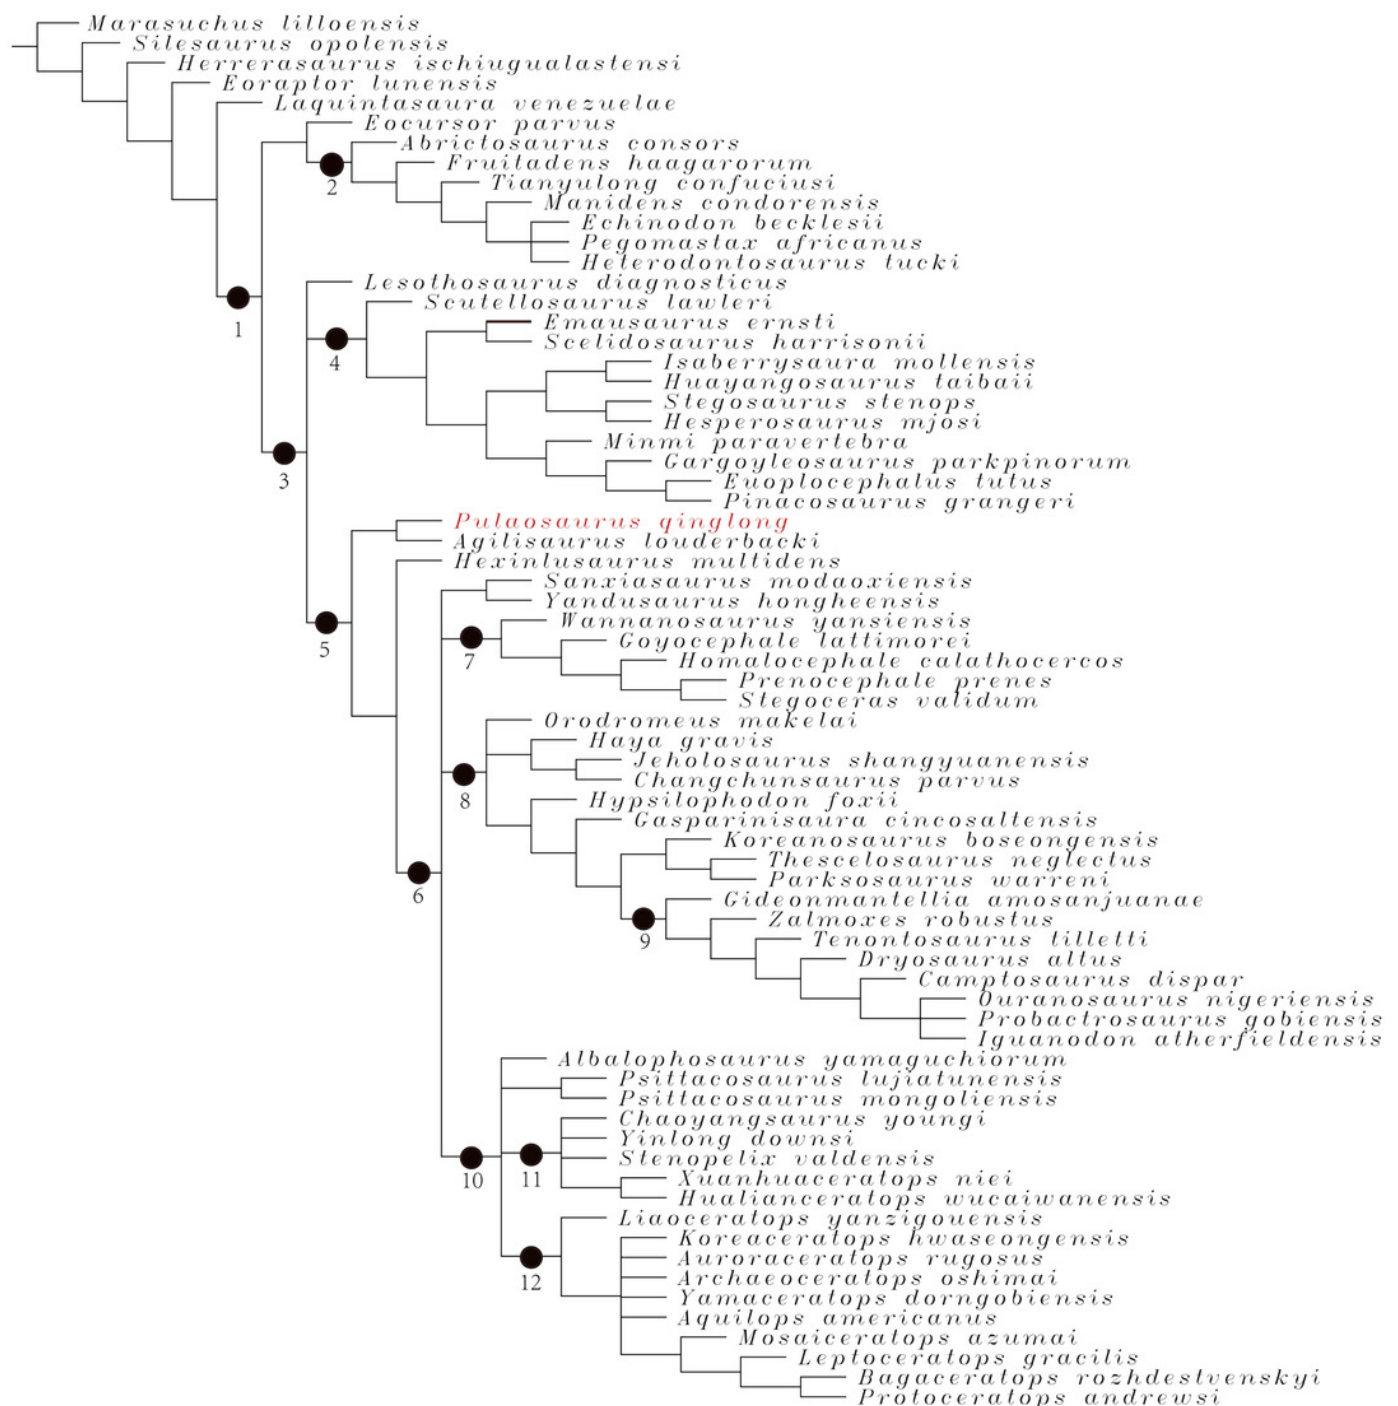 Marasuchus lilloensis
Silesaurus opolensis
Herrerasaurus ischiugualastensi
Eoraptor lunensis
Laquintasaura venezuelae
Eocursor parvus
Abrictosaurus consors
Fruitadens haagarorum
2
Tianyulong confuciusi
Manidens condorensis
Echinodon becklesii
Pegomastax africanus
Heterodontosaurus tucki
Lesothosaurus diagnosticus
Scutellosaurus lawleri
1
Emausaurus ernsti
Scelidosaurus harrisonii
4
Isaberrysaura mollensis
Huayangosaurus taibaii
Stegosaurus stenops
Hesperosaurus mjosi
Minmi paravertebra
3
Gargoyleosaurus parkpinorum
Euoplocephalus tutus
Pinacosaurus grangeri
Pulaosaurus qinglong
Agilisaurus louderbacki
Hexinlusaurus multidens
Sanxiasaurus modaoxiensis
Yandusaurus hongheensis
Wannanosaurus yansiensis
Goyocephale lattimorei
5
7
Homalocephale calathocercos
Prenocephale prenes
Stegoceras validum
Orodromeus makelai
Haya gravis
Jeholosaurus shangyuanensis
Changchunsaurus parvus
8
Hypsilophodon foxii
Gasparinisaura cincosaltensis
Koreanosaurus boseongensis
Thescelosaurus neglectus
Parksosaurus warreni
6
Gideonmantellia amosanjuanae
Zalmoxes robustus
9
Tenontosaurus tilletti
Dryosaurus altus
Camptosaurus dispar
Ouranosaurus nigeriensis
Probactrosaurus gobiensis
Iguanodon atherfieldensis
Albalophosaurus yamaguchiorum
Psittacosaurus lujiatunensis
Psittacosaurus mongoliensis
Chaoyangsaurus youngi
Yinlong downsi
Stenopelix valdensis
10
11
Xuanhuaceratops niei
Hualianceratops wucaiwanensis
Liaoceratops yanzigouensis
Koreaceratops hwaseongensis
Auroraceratops rugosus
Archaeoceratops oshimai
12
Yamaceratops dorngobiensis
Aquilops americanus
Mosaiceratops azumai
Leptoceratops gracilis
Bagaceratops rozhdestvenskyi
Protoceratops andrewsi